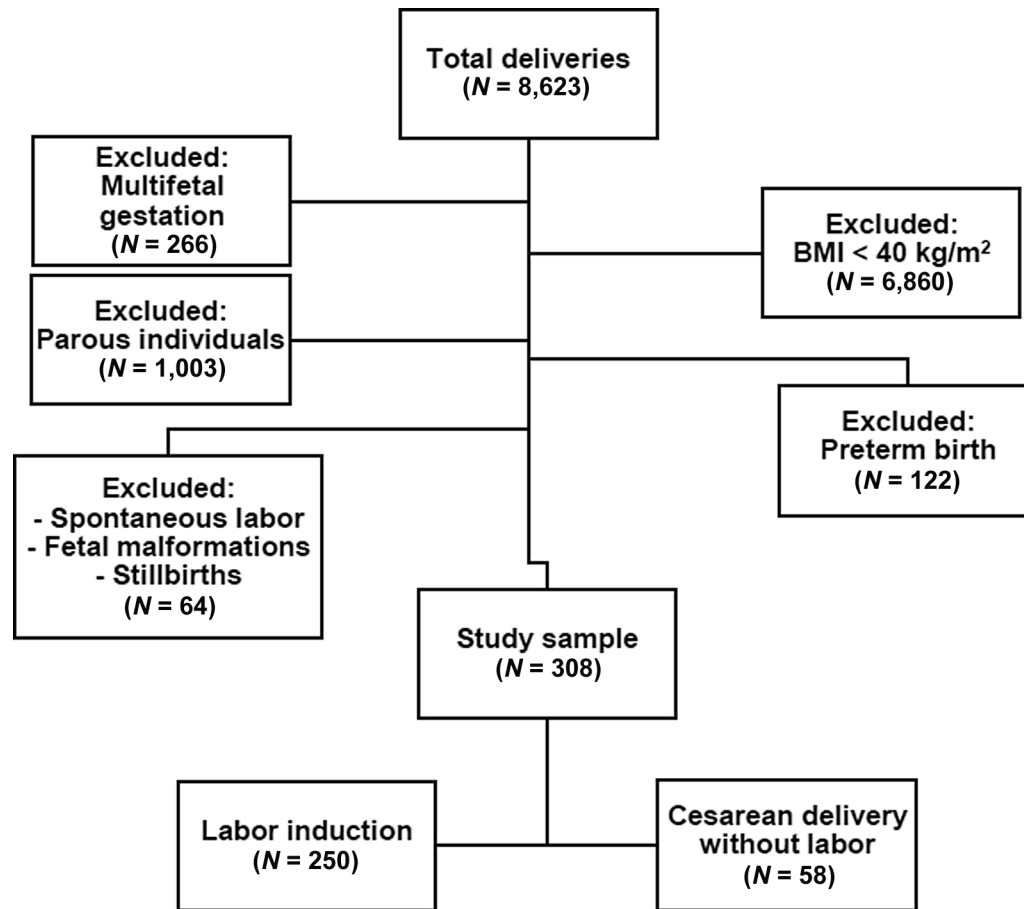 Total deliveries
(N = 8,623)
Excluded:
Multifetal
gestation
(N = 266)
Excluded:
BMI < 40 kg/m²
(N = 6,860)
Excluded:
Parous individuals
(N = 1,003)
Excluded:
Preterm birth
(N = 122)
Excluded:
- Spontaneous labor
- Fetal malformations
- Stillbirths
(N = 64)
Study sample
(N = 308)
Labor induction
(N = 250)
Cesarean delivery
without labor
(N = 58)